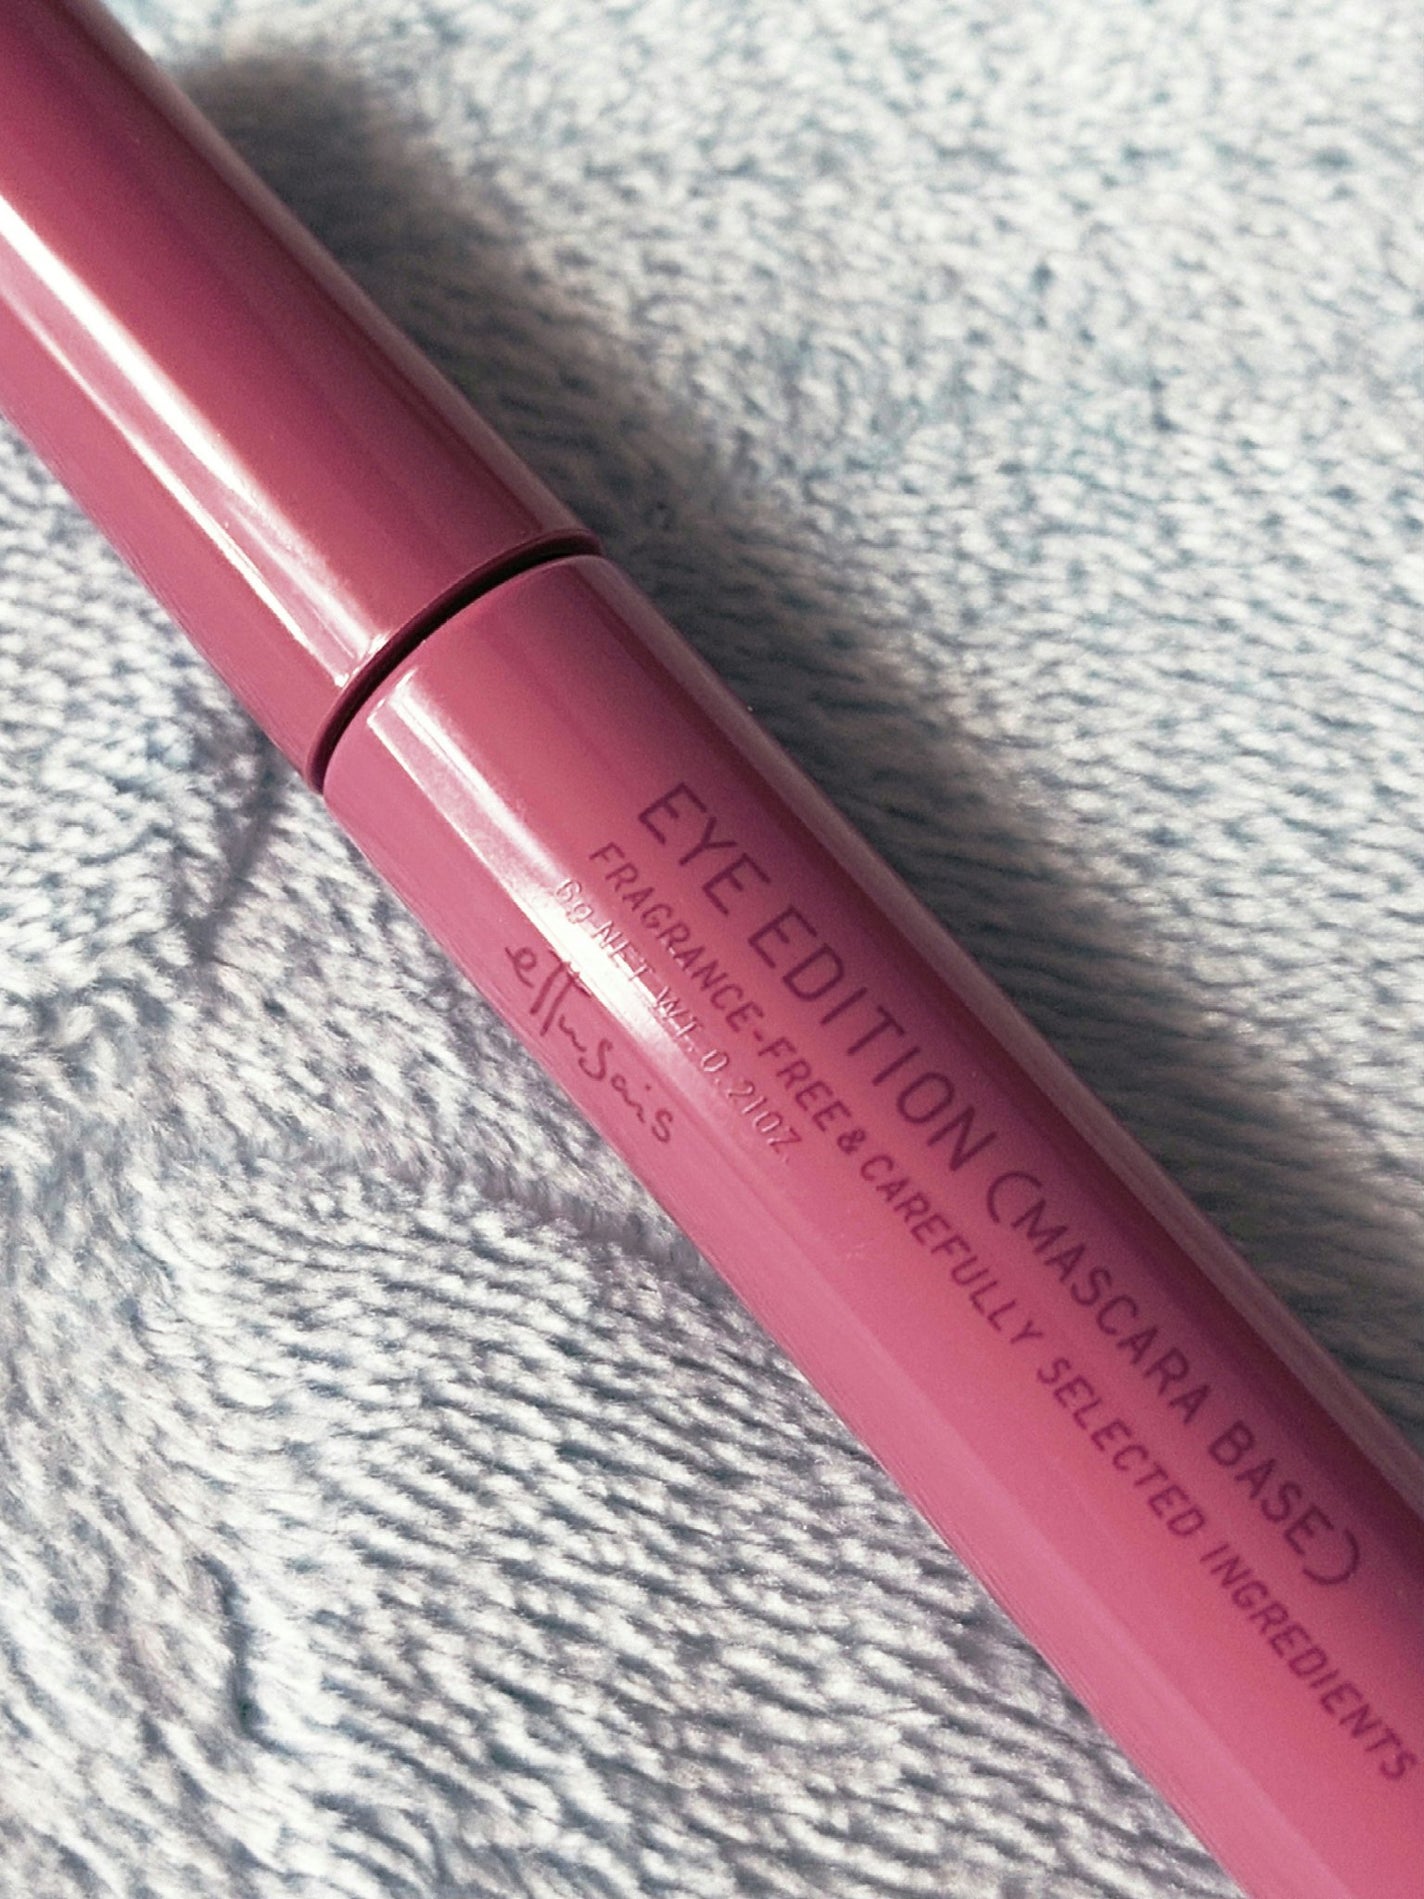 EYE EDITION (MASCARA BASE)
FRAGRANCE-FREE & CAREFULLY SELECTED INGREDIENTS
6g NET WT. 0.21OZ.
ettusais